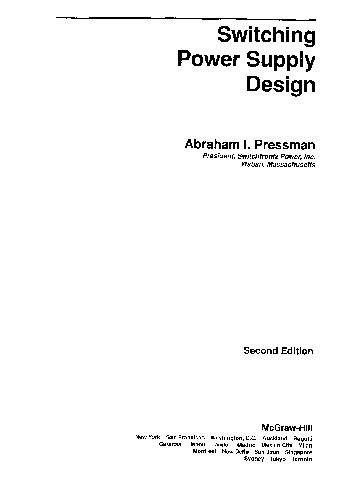 Switching
Power Supply
Design
Abraham I. Pressman
President, Switchtronix Power, Inc.
Waban, Massachusetts
Second Edition
McGraw-Hill
New York San Francisco Washington, D.C. Auckland Bogotá
Caracas Lisbon London Madrid Mexico City Milan
Montreal New Delhi San Juan Singapore
Sydney Tokyo Toronto